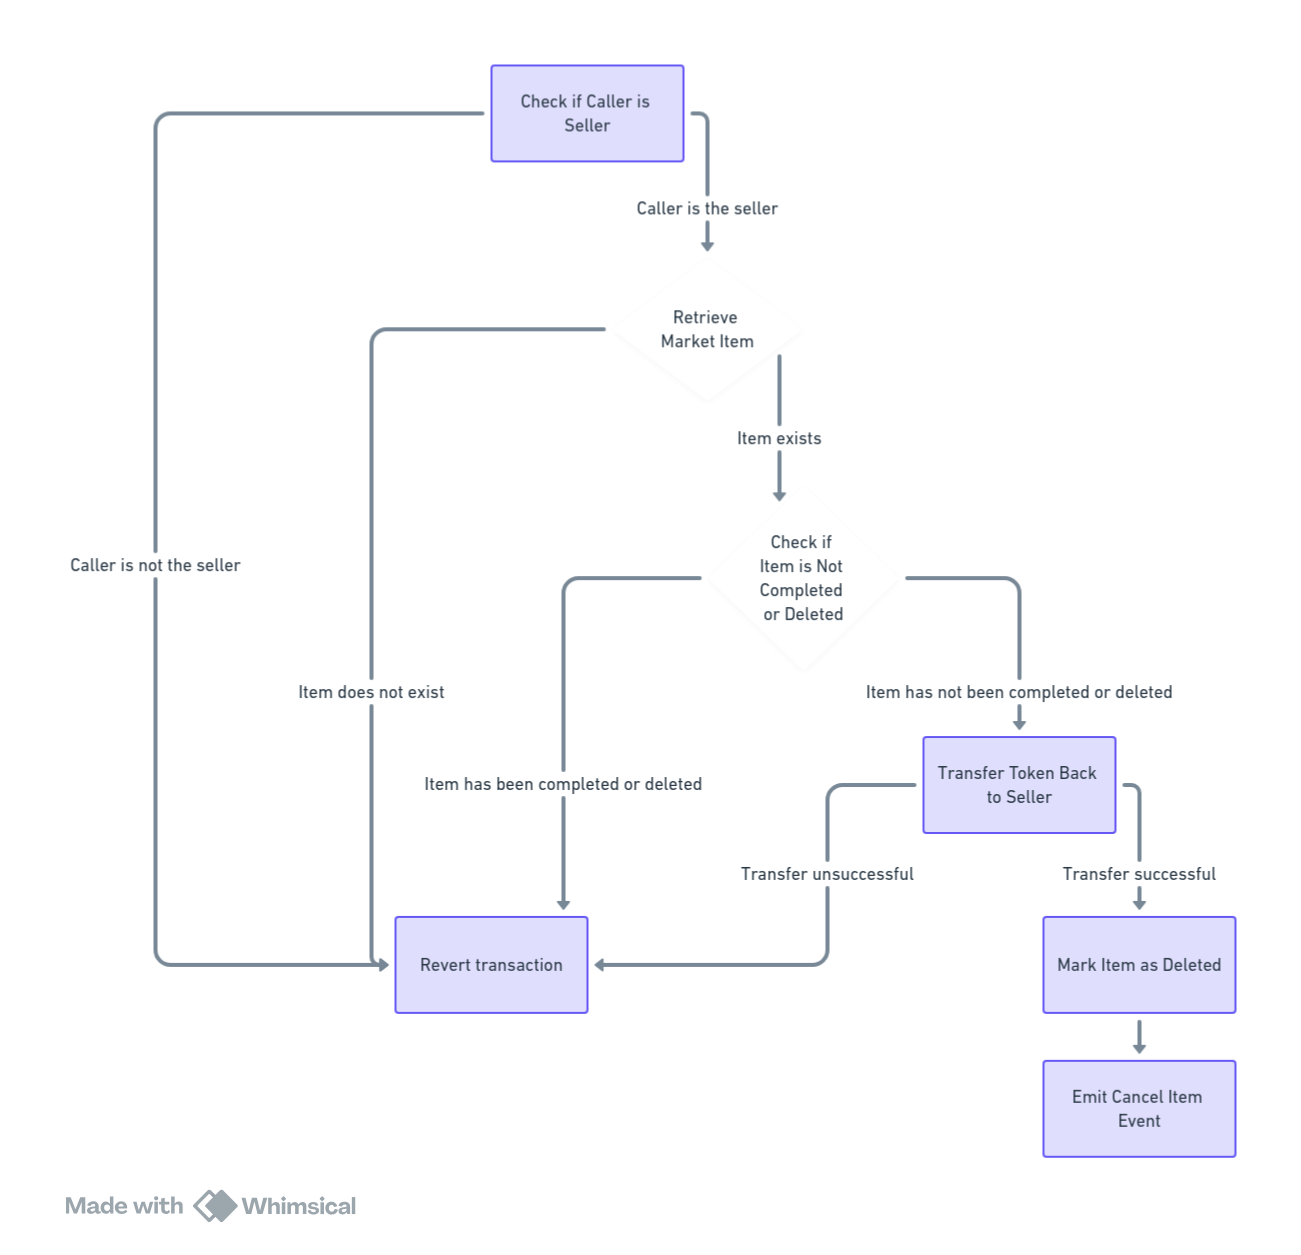 Check if Caller is
Seller
Caller is the seller
Retrieve
Market Item
Item exists
Check if
Item is Not
Completed
or Deleted
Caller is not the seller
Item does not exist
Item has not been completed or deleted
Transfer Token Back
to Seller
Item has been completed or deleted
Transfer unsuccessful
Transfer successful
Revert transaction
Mark Item as Deleted
Emit Cancel Item
Event
Made with Whimsical